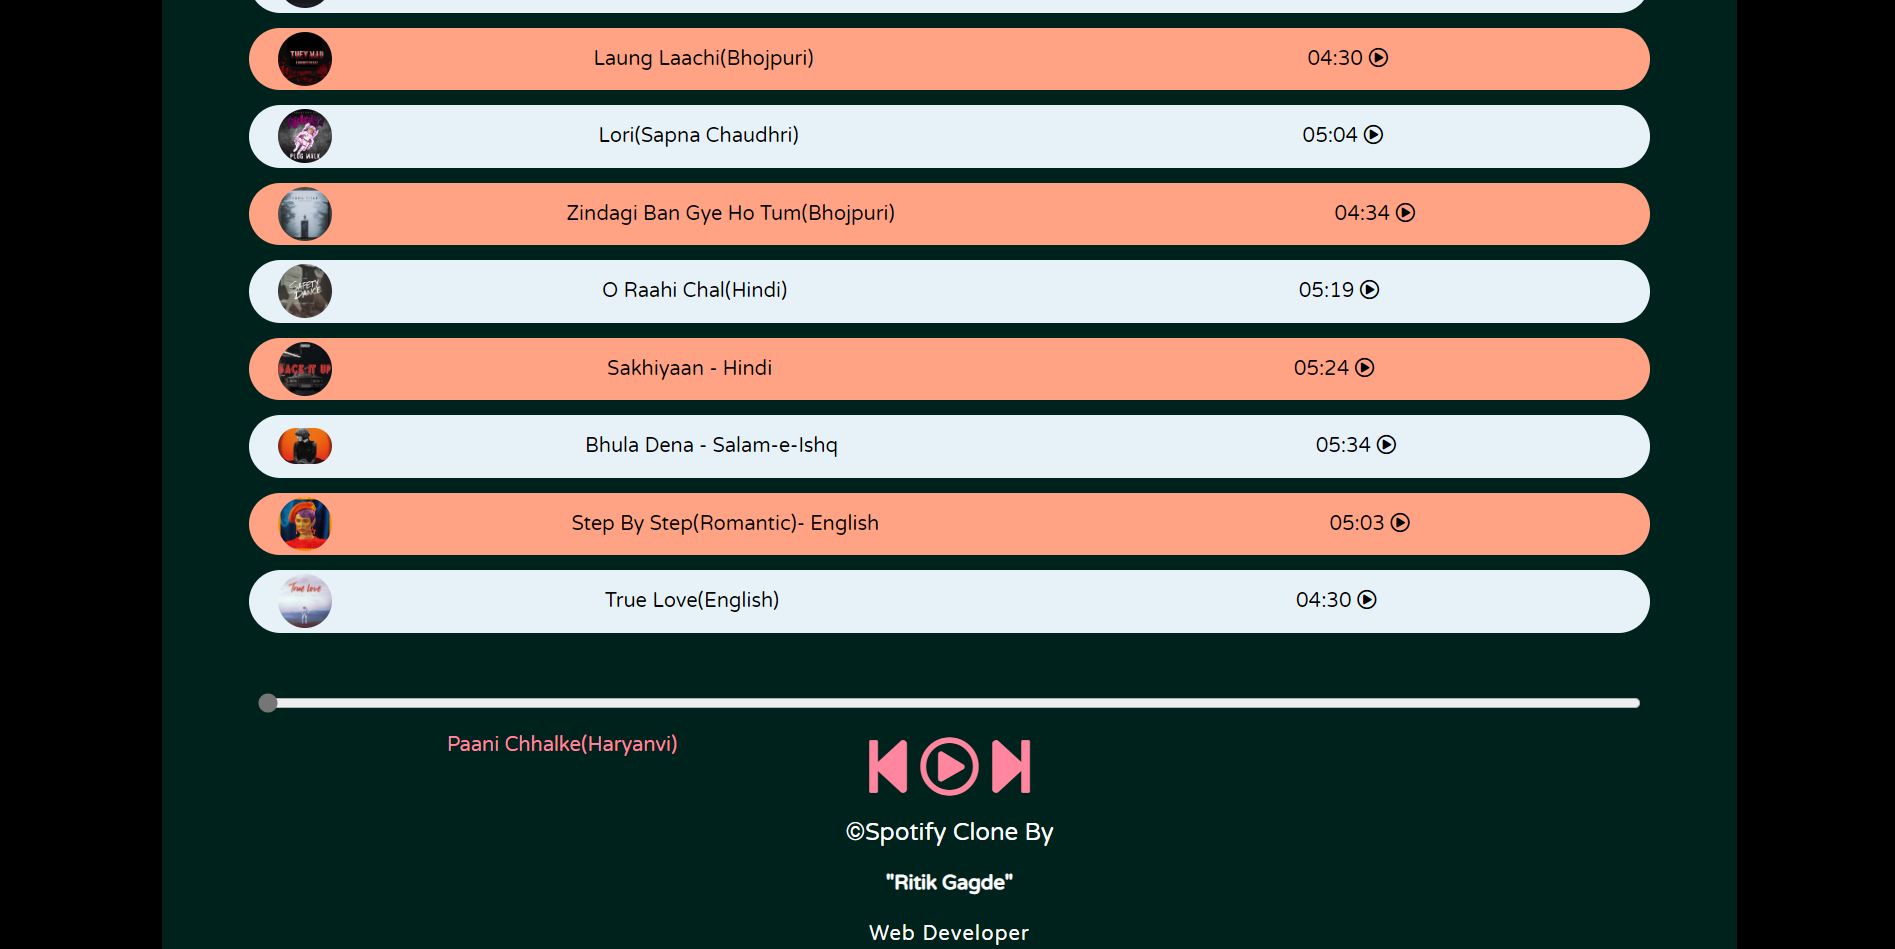 THEY MAD
Laung Laachi(Bhojpuri)
04:30
PLUG WALK
Lori(Sapna Chaudhri)
05:04
Zindagi Ban Gye Ho Tum(Bhojpuri)
04:34
SAFETY
DANCE
O Raahi Chal(Hindi)
05:19
BACK IT UP
Sakhiyaan - Hindi
05:24
Bhula Dena - Salam-e-Ishq
05:34
Step By Step(Romantic)- English
05:03
True Love
True Love(English)
04:30
Paani Chhalke(Haryanvi)
©Spotify Clone By
"Ritik Gagde"
Web Developer